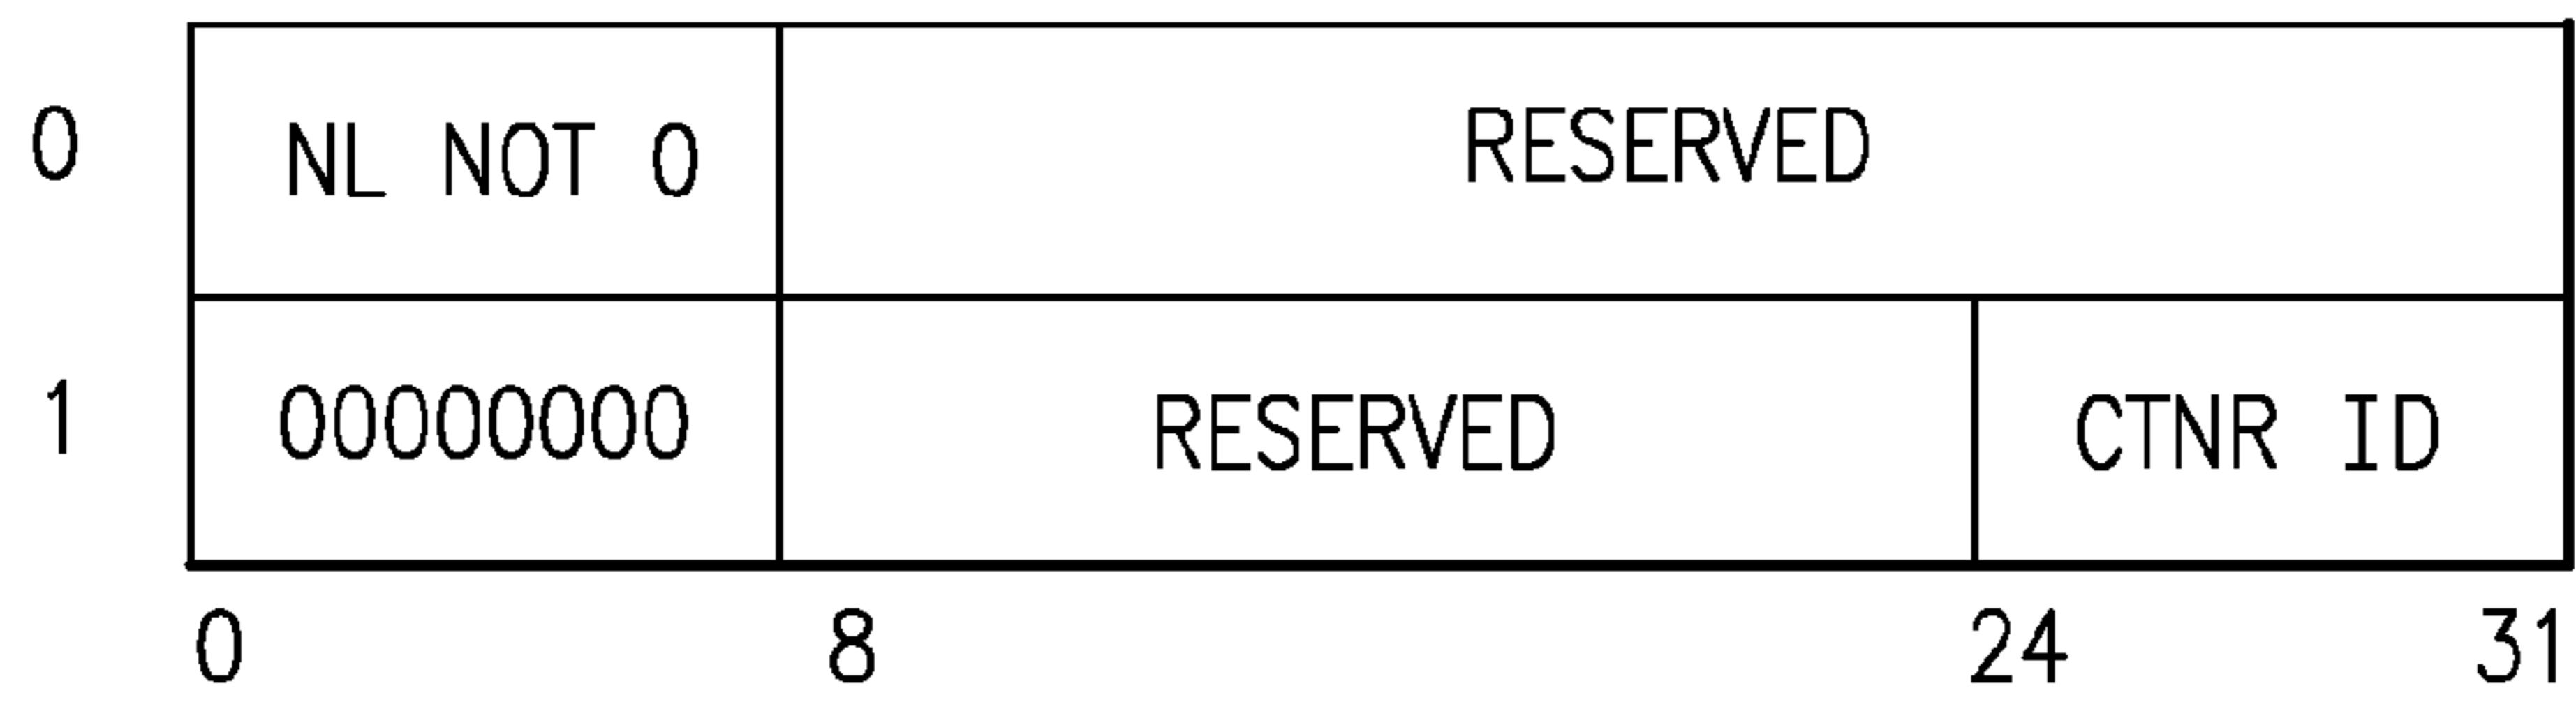 0 NL NOT 0 RESERVED
1 00000000 RESERVED CTNR ID
0 8 24 31